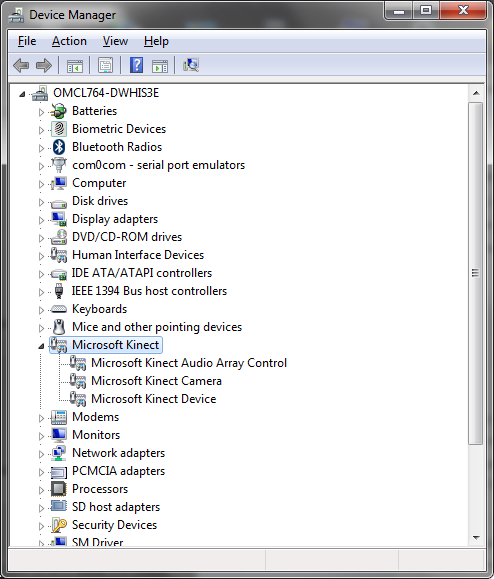 Device Manager
File Action View Help
OMCL764-DWHIS3E
Batteries
Biometric Devices
Bluetooth Radios
com0com - serial port emulators
Computer
Disk drives
Display adapters
DVD/CD-ROM drives
Human Interface Devices
IDE ATA/ATAPI controllers
IEEE 1394 Bus host controllers
Keyboards
Mice and other pointing devices
Microsoft Kinect
Microsoft Kinect Audio Array Control
Microsoft Kinect Camera
Microsoft Kinect Device
Modems
Monitors
Network adapters
PCMCIA adapters
Processors
SD host adapters
Security Devices
SM Driver